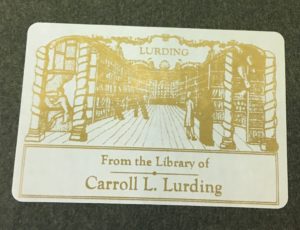 LURDING
From the Library of
Carroll L. Lurding